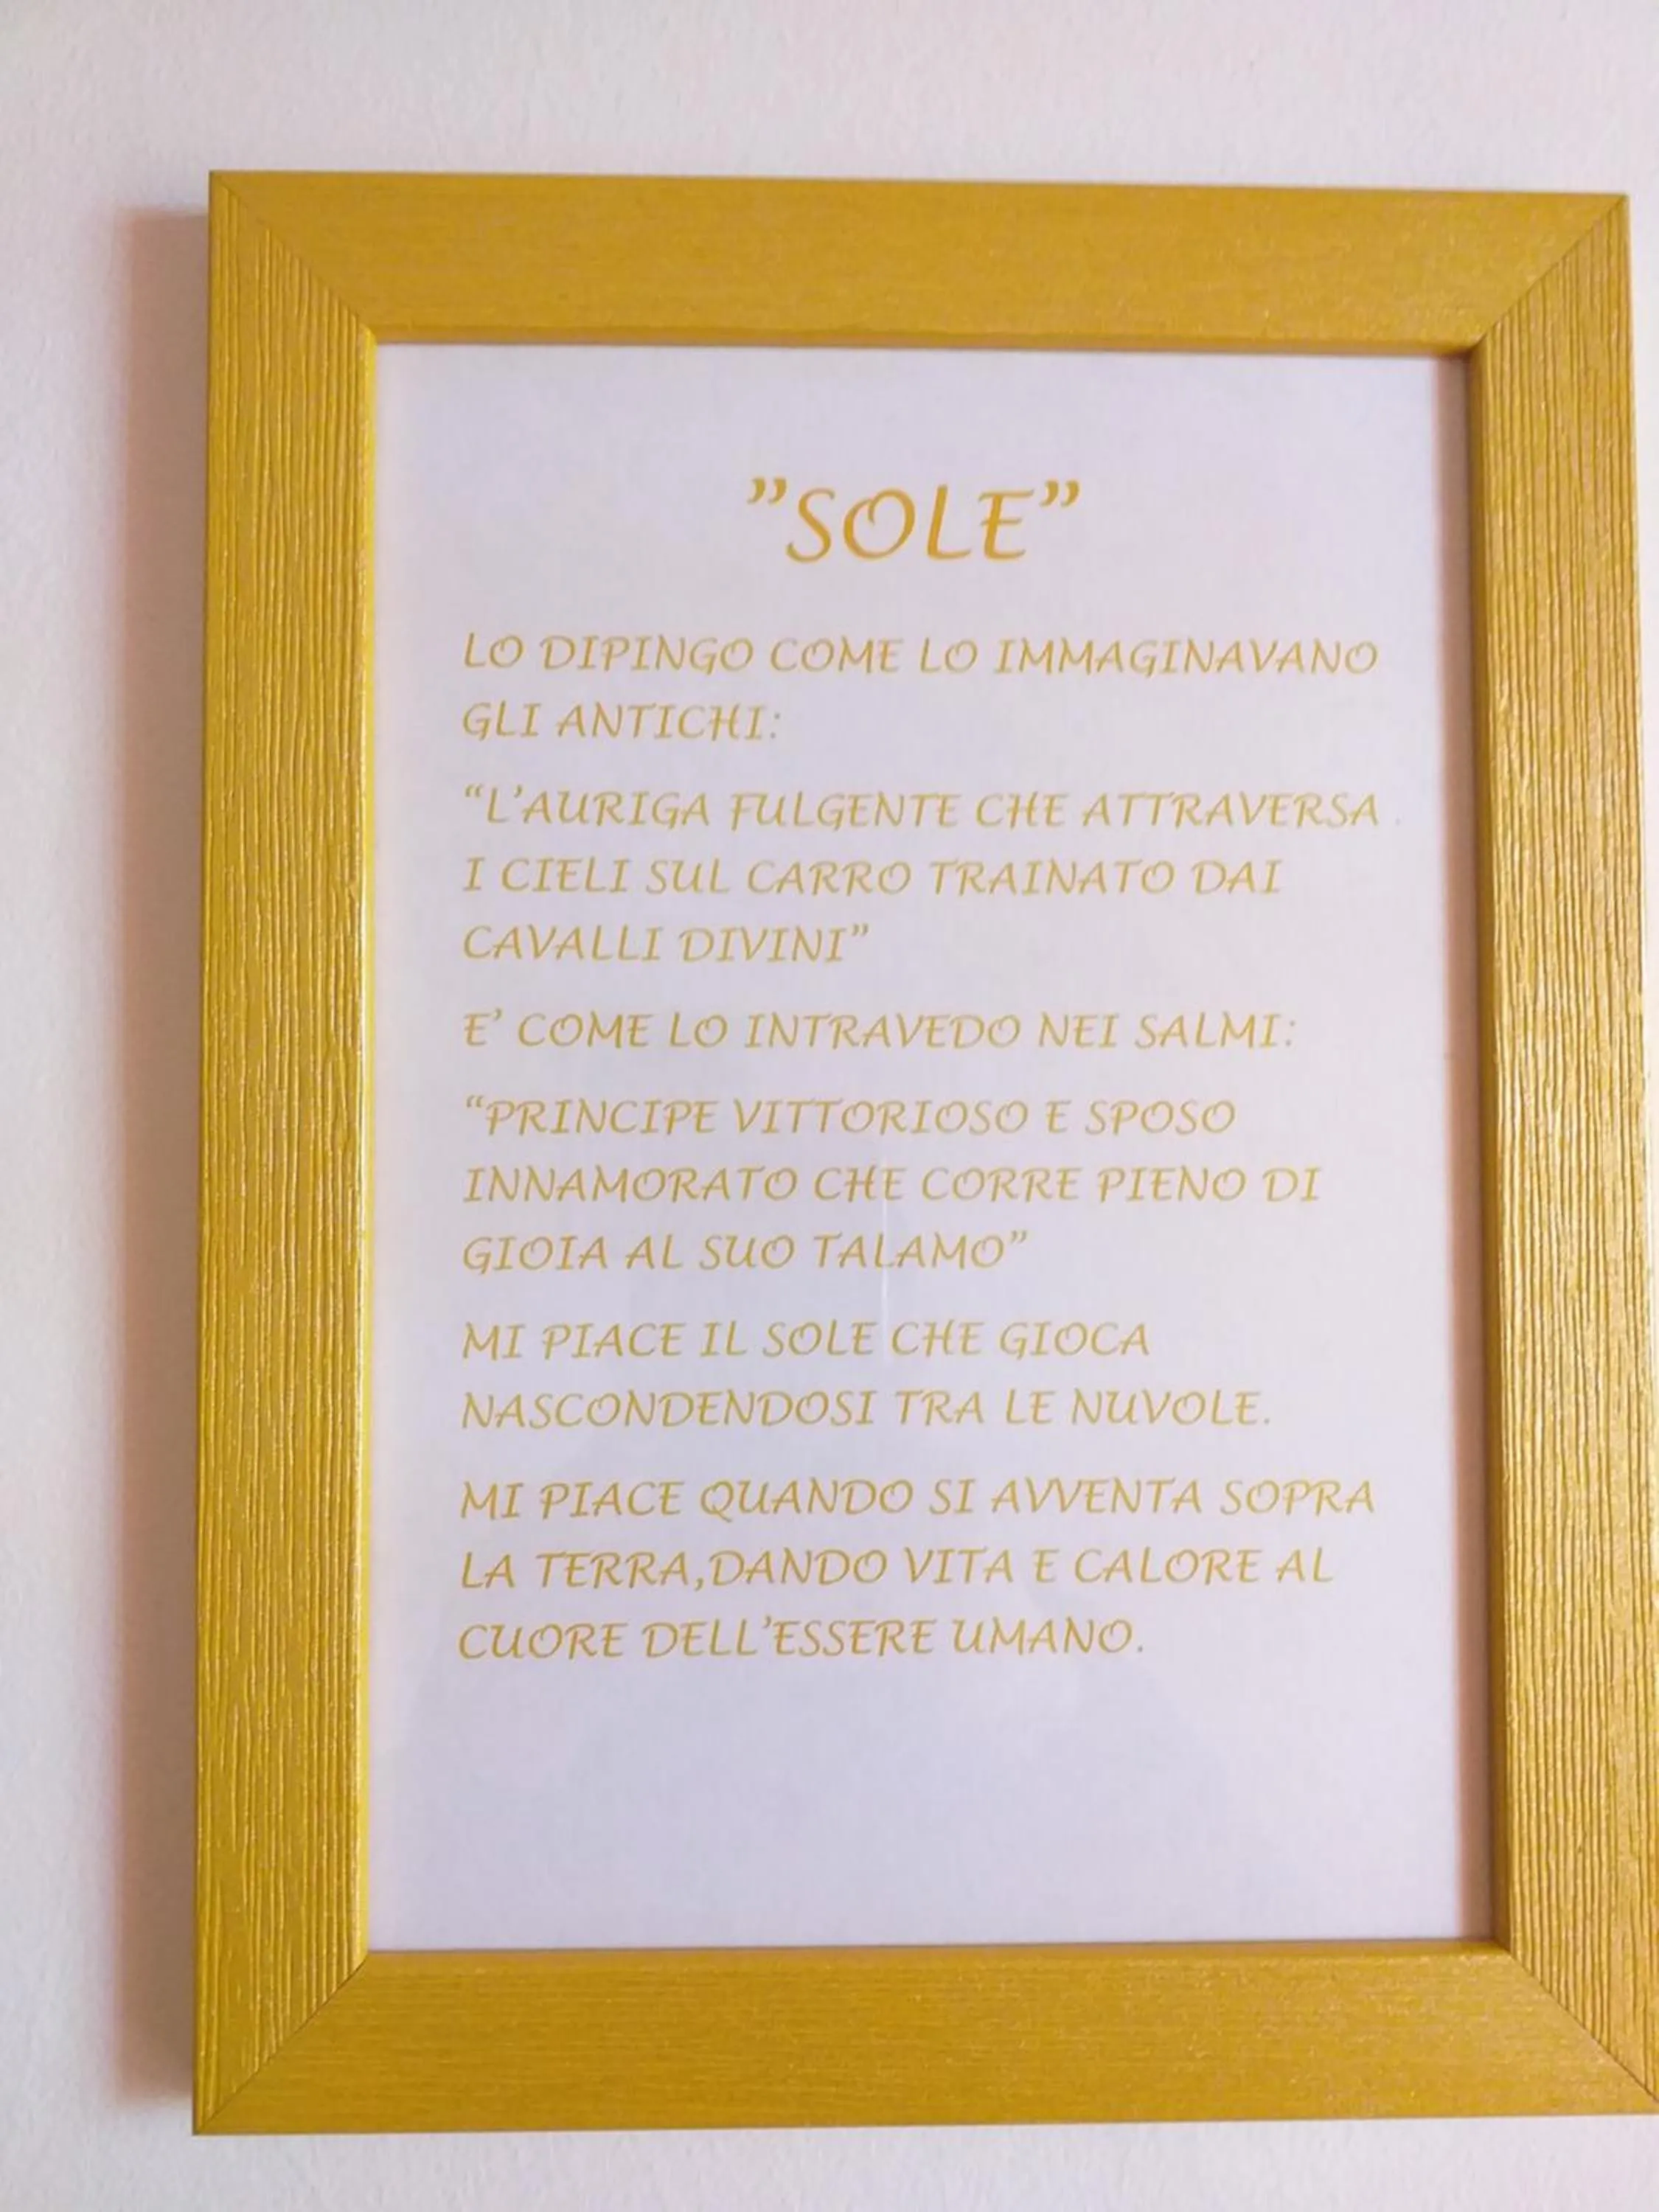 ”SOLE”
LO DIPINGO COME LO IMMAGINAVANO
GLI ANTICHI:
“L’AURIGA FULGENTE CHE ATTRAVERSA
I CIELI SUL CARRO TRAINATO DAI
CAVALLI DIVINI”
E’ COME LO INTRAVEDO NEI SALMI:
“PRINCIPE VITTORIOSO E SPOSO
INNAMORATO CHE CORRE PIENO DI
GIOIA AL SUO TALAMO”
MI PIACE IL SOLE CHE GIOCA
NASCONDENDOSI TRA LE NUVOLE.
MI PIACE QUANDO SI AVVENTA SOPRA
LA TERRA,DANDO VITA E CALORE AL
CUORE DELL’ESSERE UMANO.